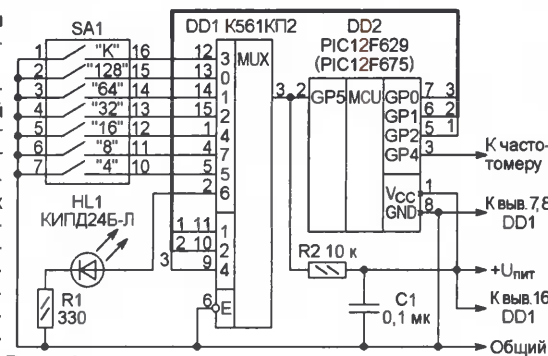 SA1
DD1 К561КП2
DD2
PIC12F629
(PIC12F675)
1 "K" 16 12 3 MUX
2 "128" 15 13 0
3 "64" 14 14 1
4 "32" 13 15 2
5 "16" 12 1 4
6 "8" 11 4 7
7 "4" 10 5 5
2 6
3 2 GP5 MCU GP0 7 3
GP1 6 2
GP2 5 1
GP4 3
К часто-
томеру
VCC 1
GND 8
К выв.7,8
DD1
HL1
КИПД24Б-Л
1 11 1
2 10 2
3 9 4
6 E
R1
330
R2 10 к
C1
0,1 мк
+Uпит
К выв.16
DD1
Общий